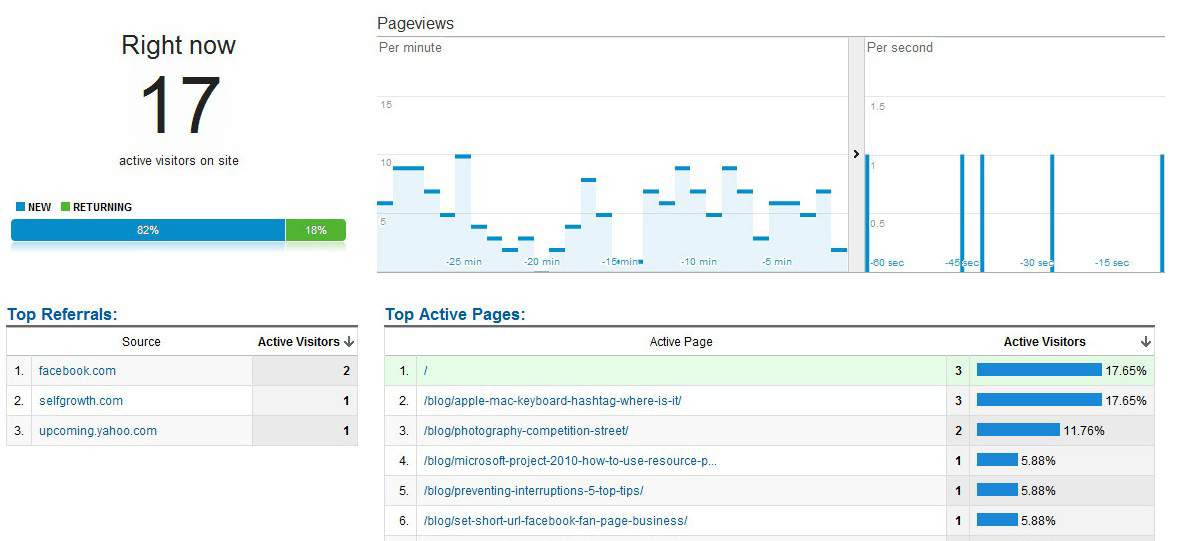 Right now
17
active visitors on site
NEW RETURNING
82% 18%
Pageviews
Per minute
15
10
5
-25 min -20 min -15 min -10 min -5 min
Per second
1.5
1
0.5
-60 sec -45 sec -30 sec -15 sec
Top Referrals:
Source Active Visitors
1. facebook.com 2
2. selfgrowth.com 1
3. upcoming.yahoo.com 1
Top Active Pages:
Active Page Active Visitors
1. / 3 17.65%
2. /blog/apple-mac-keyboard-hashtag-where-is-it/ 3 17.65%
3. /blog/photography-competition-street/ 2 11.76%
4. /blog/microsoft-project-2010-how-to-use-resource-p... 1 5.88%
5. /blog/preventing-interruptions-5-top-tips/ 1 5.88%
6. /blog/set-short-url-facebook-fan-page-business/ 1 5.88%